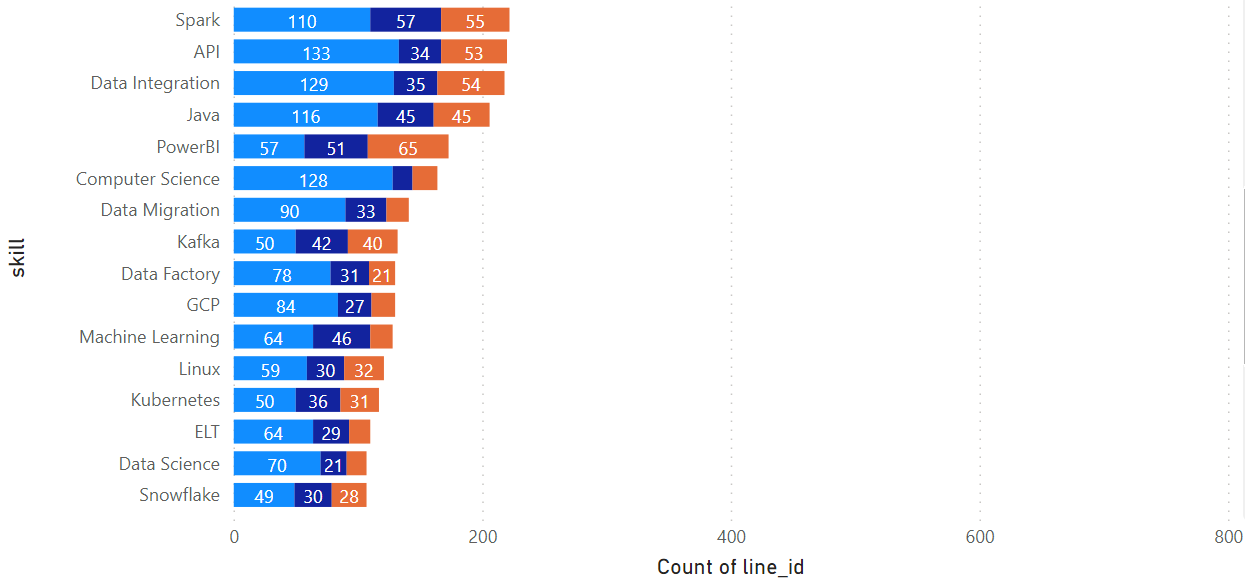 Spark 110 57 55
API 133 34 53
Data Integration 129 35 54
Java 116 45 45
PowerBI 57 51 65
Computer Science 128
Data Migration 90 33
Kafka 50 42 40
Data Factory 78 31 21
GCP 84 27
Machine Learning 64 46
Linux 59 30 32
Kubernetes 50 36 31
ELT 64 29
Data Science 70 21
Snowflake 49 30 28
skill
0 200 400 600 800
Count of line_id